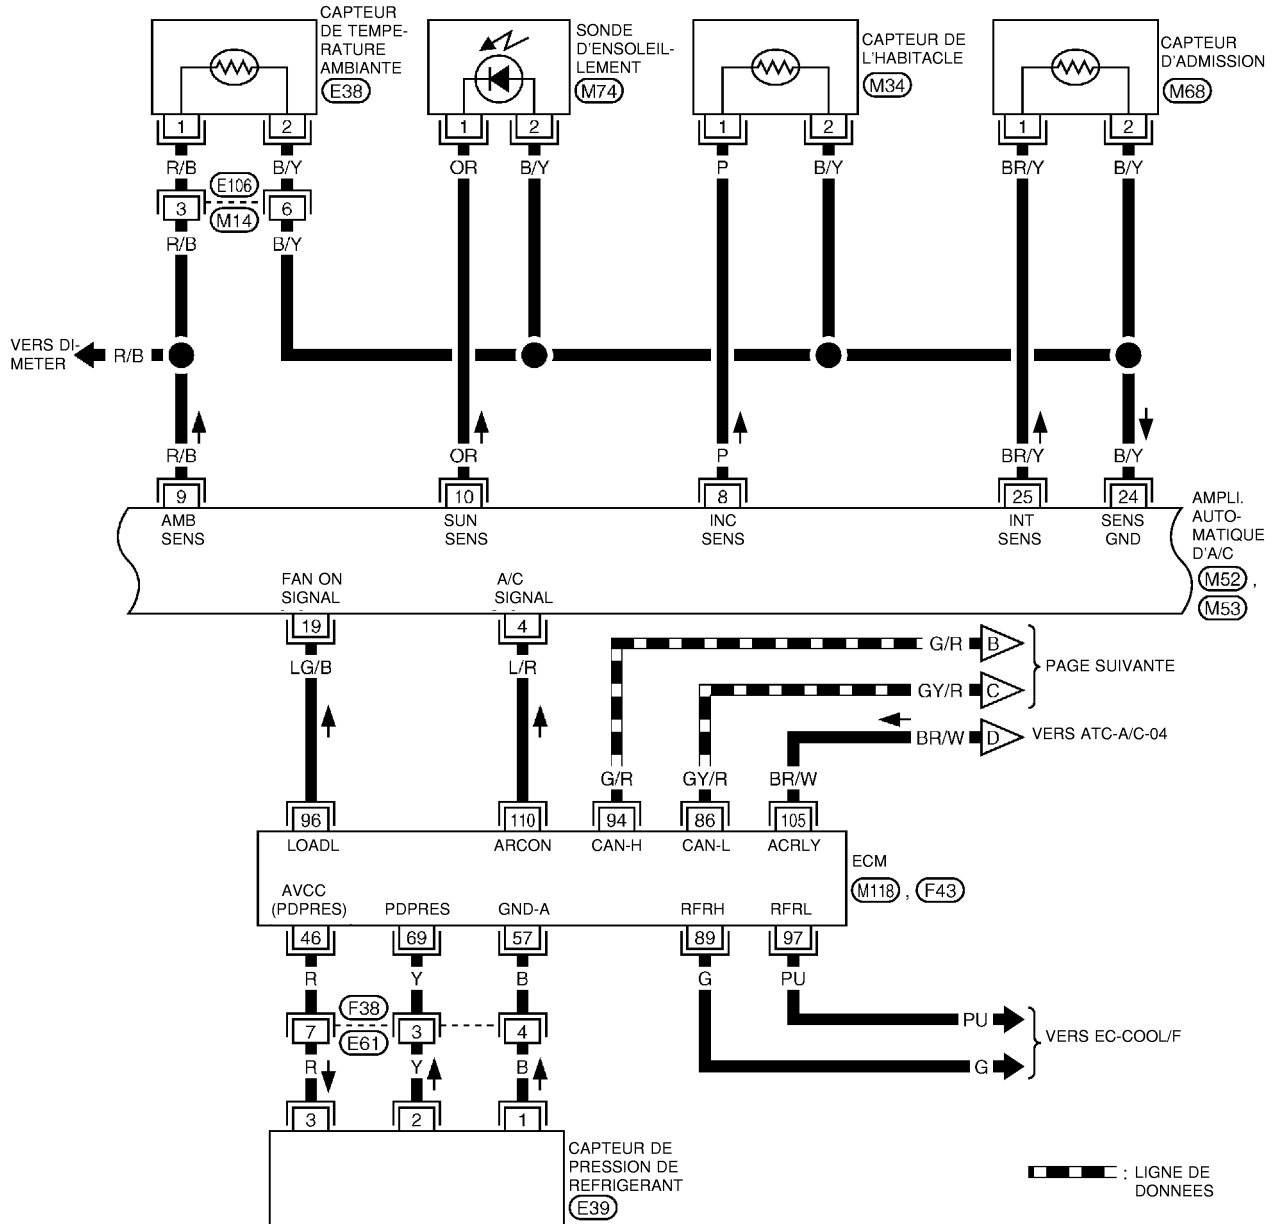 CAPTEUR
DE TEMPE-
RATURE
AMBIANTE
E38
SONDE
D'ENSOLEIL-
LEMENT
M74
CAPTEUR DE
L'HABITACLE
M34
CAPTEUR
D'ADMISSION
M68
1 2 1 2 1 2 1 2
R/B B/Y OR B/Y P B/Y BR/Y B/Y
E106
3 6
M14
R/B B/Y
VERS DI-
METER
R/B
R/B OR P BR/Y B/Y
9 10 8 25 24
AMB
SENS
SUN
SENS
INC
SENS
INT
SENS
SENS
GND
AMPLI.
AUTO-
MATIQUE
D'A/C
M52 ,
M53
FAN ON
SIGNAL
A/C
SIGNAL
19 4
LG/B L/R
G/R B
GY/R C
PAGE SUIVANTE
BR/W D VERS ATC-A/C-04
G/R GY/R BR/W
96 110 94 86 105
LOADL ARCON CAN-H CAN-L ACRLY
ECM
M118 , F43
AVCC
(PDPRES) PDPRES GND-A RFRH RFRL
46 69 57 89 97
R Y B G PU
F38
7 3 4
E61
R Y B
PU
G
VERS EC-COOL/F
3 2 1
CAPTEUR DE
PRESSION DE
REFRIGERANT
E39
: LIGNE DE
DONNEES